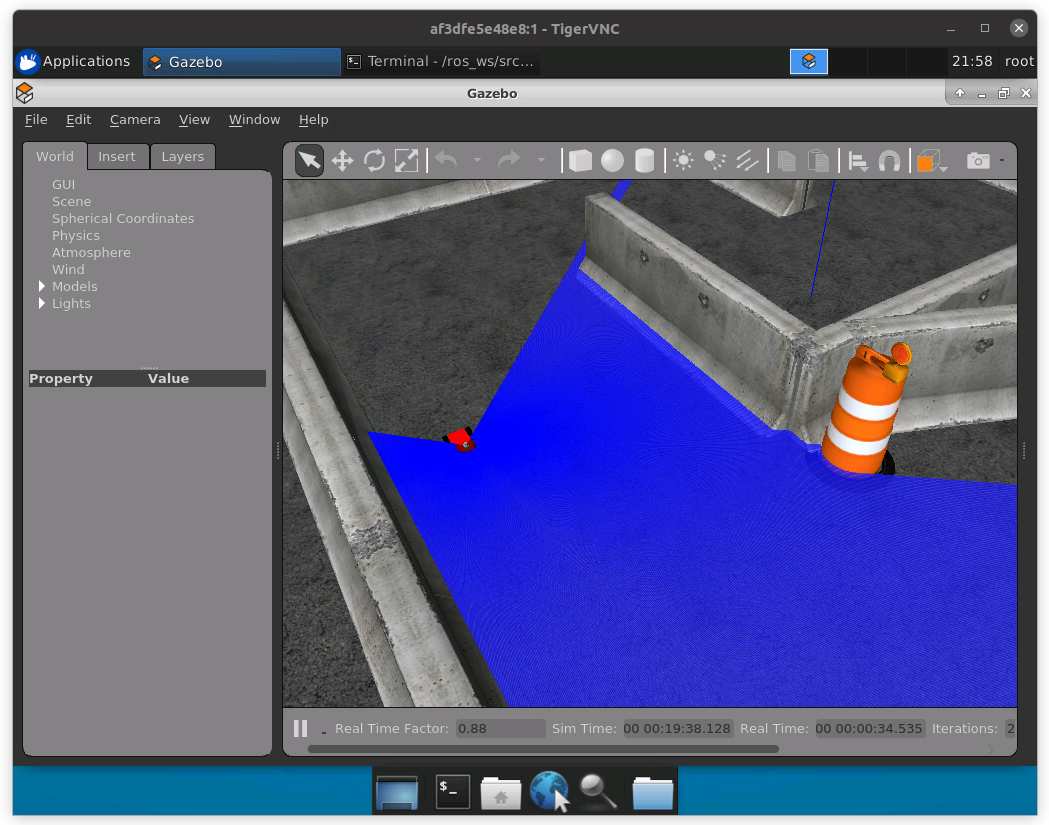 af3dfe5e48e8:1 - TigerVNC
Applications Gazebo Terminal - /ros_ws/src... 21:58 root
Gazebo
File Edit Camera View Window Help
World Insert Layers
GUI
Scene
Spherical Coordinates
Physics
Atmosphere
Wind
Models
Lights
Property Value
Real Time Factor: 0.88 Sim Time: 00 00:19:38.128 Real Time: 00 00:00:34.535 Iterations: 2
$_